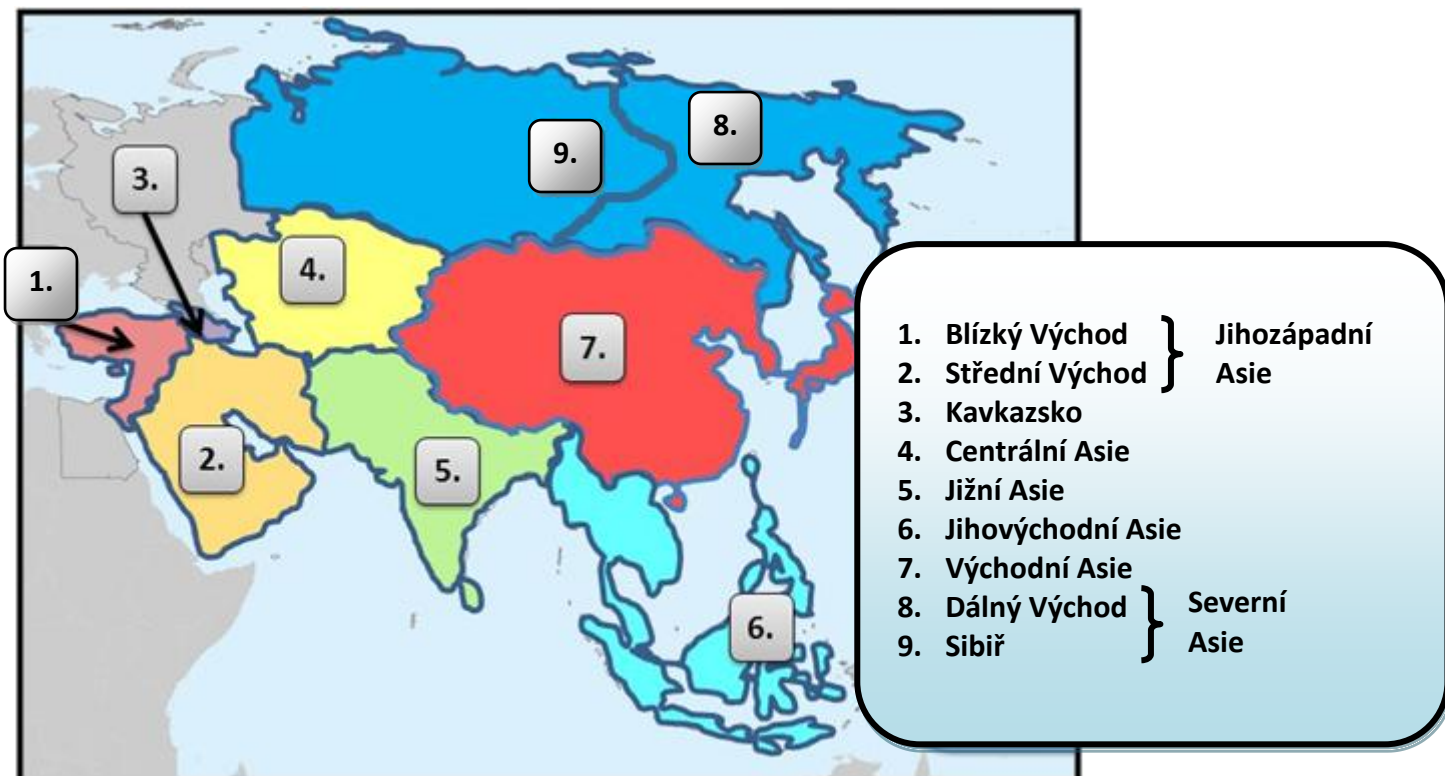 8.
9.
3.
1.
4.
7.
2.
5.
6.
1. Blízký Východ
2. Střední Východ
} Jihozápadní
Asie
3. Kavkazsko
4. Centrální Asie
5. Jižní Asie
6. Jihovýchodní Asie
7. Východní Asie
8. Dálný Východ
9. Sibiř
} Severní
Asie